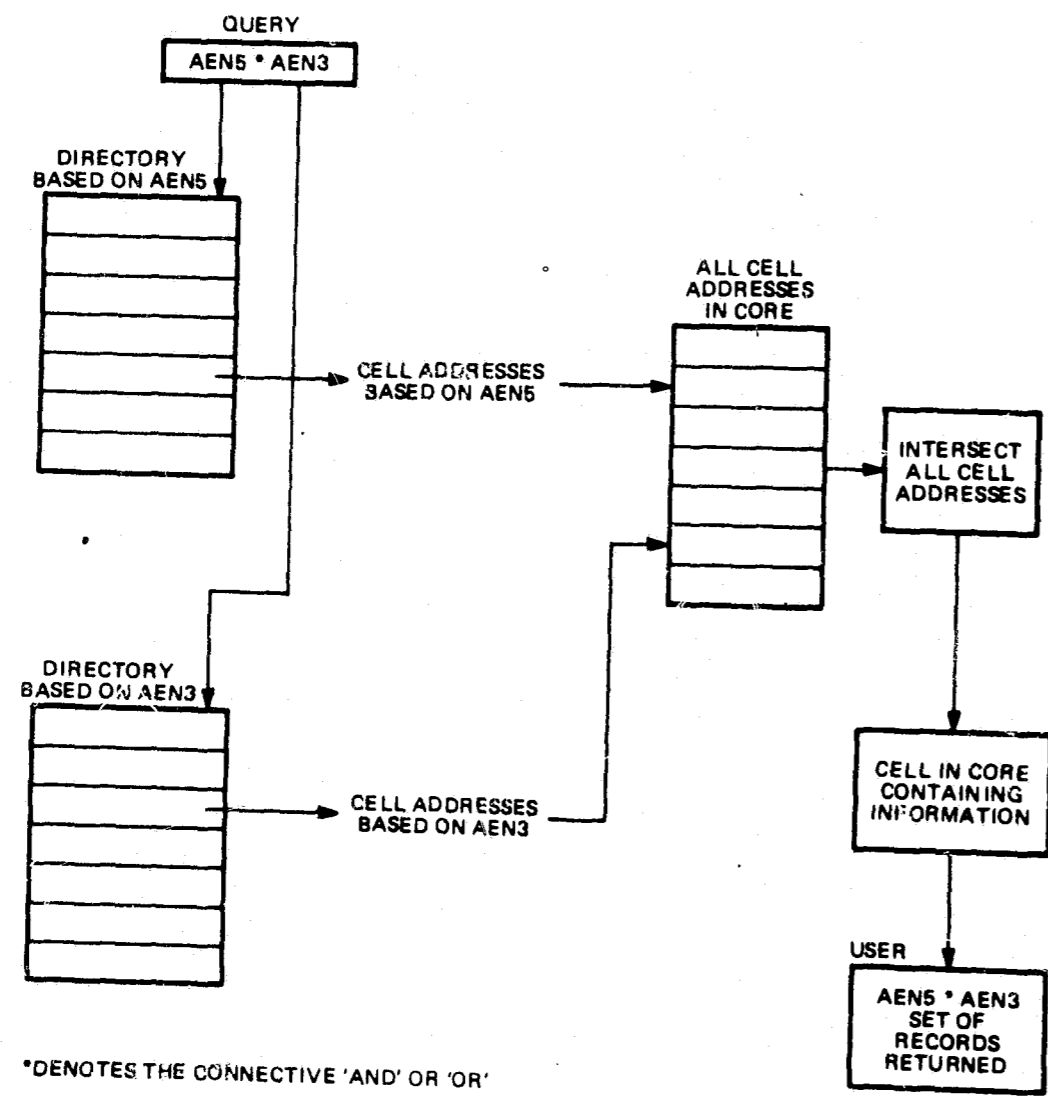 QUERY
AEN5 * AEN3
DIRECTORY
BASED ON AEN5
ALL CELL
ADDRESSES
IN CORE
CELL ADDRESSES
BASED ON AEN5
INTERSECT
ALL CELL
ADDRESSES
DIRECTORY
BASED ON AEN3
CELL ADDRESSES
BASED ON AEN3
CELL IN CORE
CONTAINING
INFORMATION
USER
AEN5 * AEN3
SET OF
RECORDS
RETURNED
*DENOTES THE CONNECTIVE 'AND' OR 'OR'